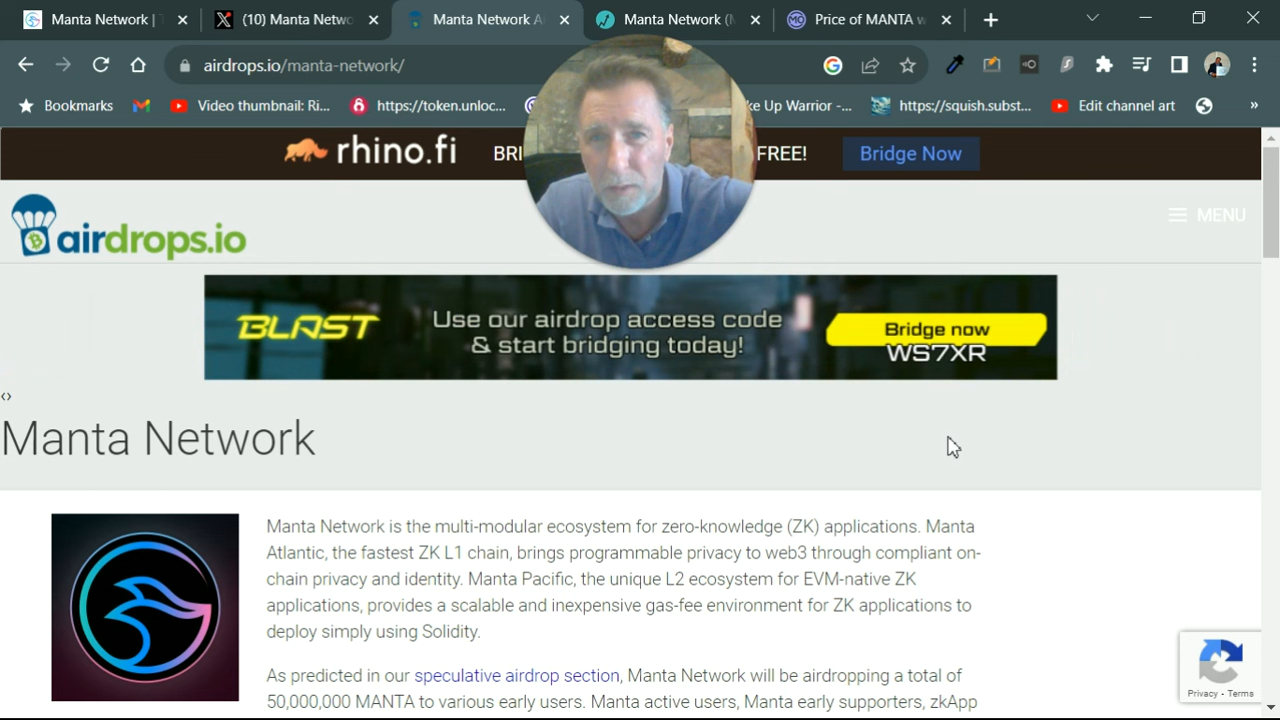 Manta Network | T
(10) Manta Netwo
Manta Network A
Manta Network (
Price of MANTA w
airdrops.io/manta-network/
Bookmarks
Video thumbnail: Ri...
https://token.unloc...
ke Up Warrior -...
https://squish.subst...
Edit channel art
»
rhino.fi
BRI
FREE!
Bridge Now
airdrops.io
MENU
BLAST
Use our airdrop access code
& start bridging today!
Bridge now
WS7XR
‹›
Manta Network
Manta Network is the multi-modular ecosystem for zero-knowledge (ZK) applications. Manta
Atlantic, the fastest ZK L1 chain, brings programmable privacy to web3 through compliant on-
chain privacy and identity. Manta Pacific, the unique L2 ecosystem for EVM-native ZK
applications, provides a scalable and inexpensive gas-fee environment for ZK applications to
deploy simply using Solidity.
As predicted in our speculative airdrop section, Manta Network will be airdropping a total of
50,000,000 MANTA to various early users. Manta active users, Manta early supporters, zkApp
Privacy - Terms